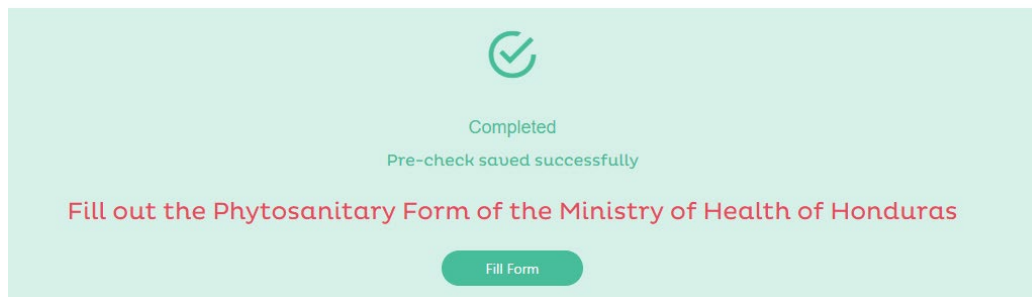 Completed
Pre-check saved successfully
Fill out the Phytosanitary Form of the Ministry of Health of Honduras
Fill Form